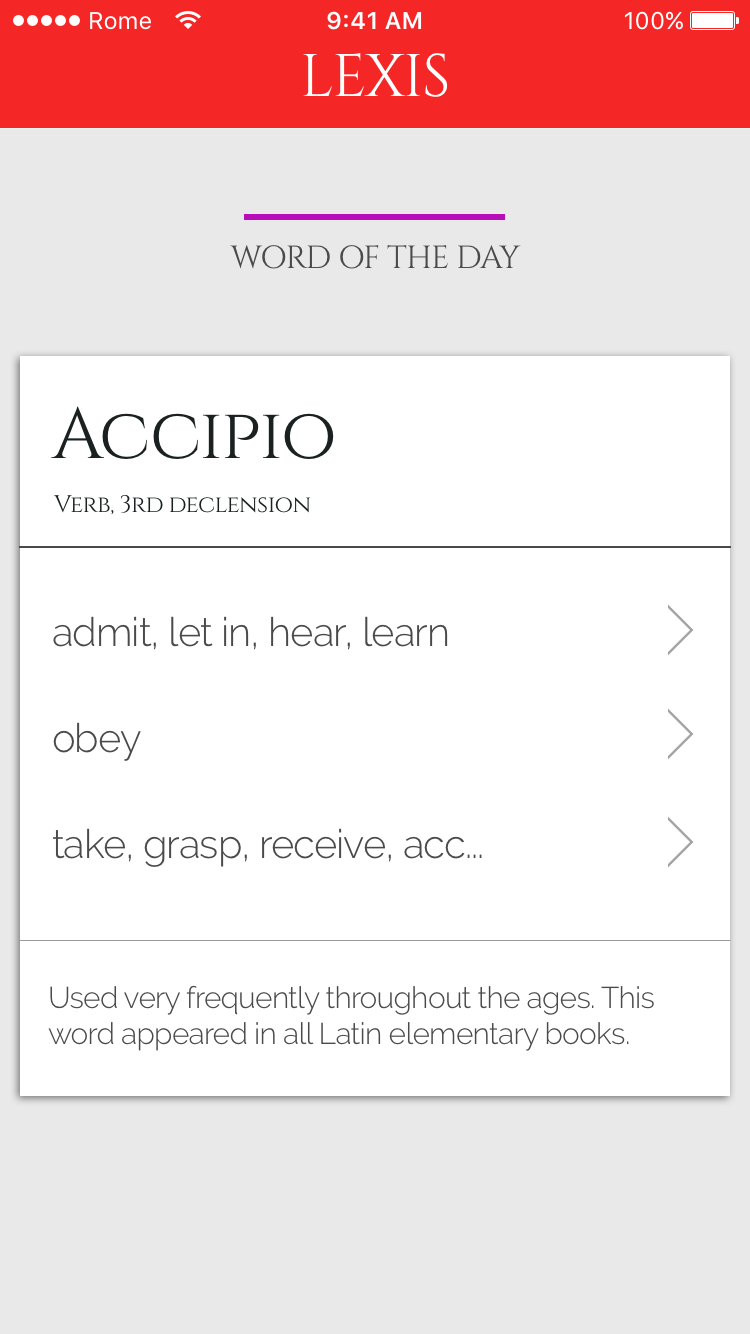 Rome 9:41 AM 100%
LEXIS
WORD OF THE DAY
Accipio
Verb, 3rd declension
admit, let in, hear, learn
obey
take, grasp, receive, acc...
Used very frequently throughout the ages. This
word appeared in all Latin elementary books.